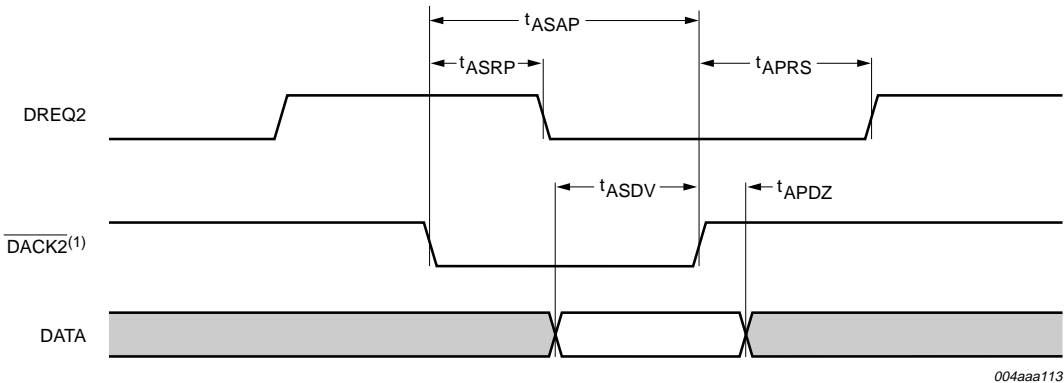 tASAP
tASRP
tAPRS
DREQ2
tASDV
tAPDZ
DACK2(1)
DATA
004aaa113